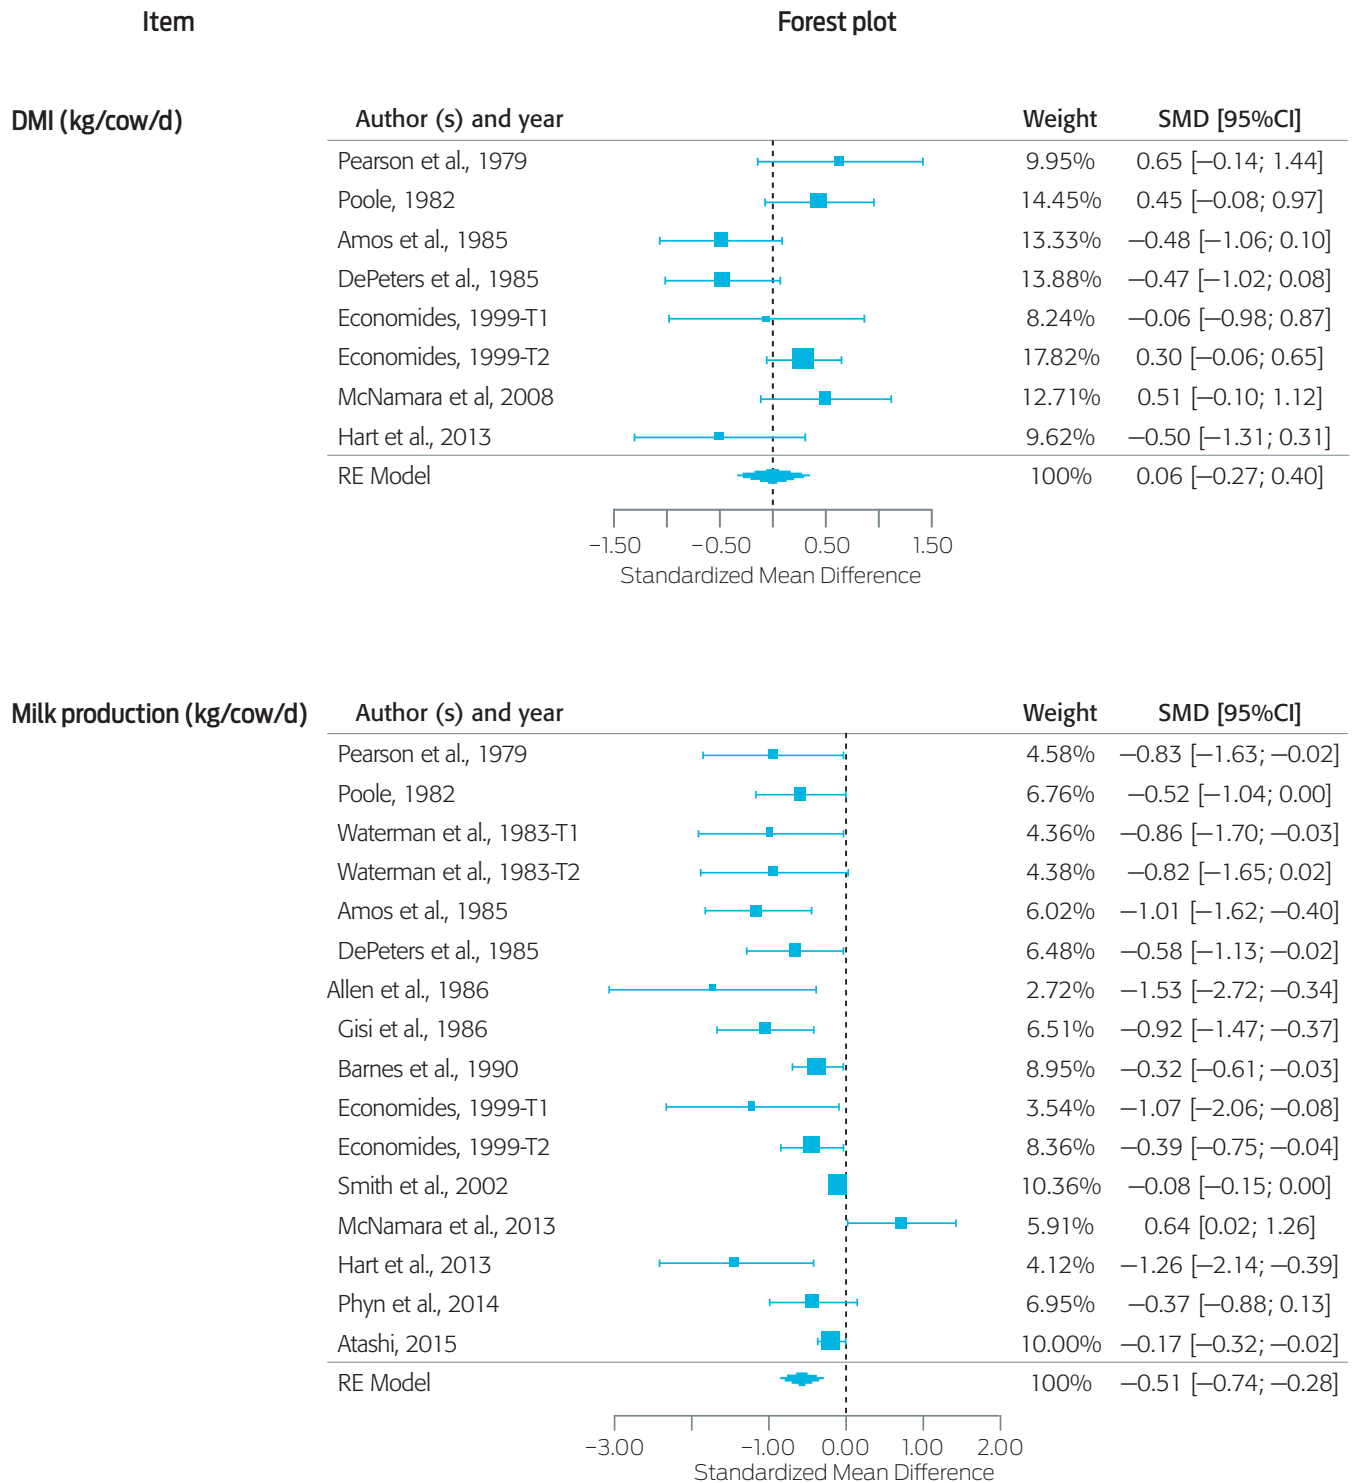 Item Forest plot
DMI (kg/cow/d) Author (s) and year Weight SMD [95%CI]
Pearson et al., 1979 9.95% 0.65 [−0.14; 1.44]
Poole, 1982 14.45% 0.45 [−0.08; 0.97]
Amos et al., 1985 13.33% −0.48 [−1.06; 0.10]
DePeters et al., 1985 13.88% −0.47 [−1.02; 0.08]
Economides, 1999-T1 8.24% −0.06 [−0.98; 0.87]
Economides, 1999-T2 17.82% 0.30 [−0.06; 0.65]
McNamara et al, 2008 12.71% 0.51 [−0.10; 1.12]
Hart et al., 2013 9.62% −0.50 [−1.31; 0.31]
RE Model 100% 0.06 [−0.27; 0.40]
−1.50 −0.50 0.50 1.50
Standardized Mean Difference
Milk production (kg/cow/d) Author (s) and year Weight SMD [95%CI]
Pearson et al., 1979 4.58% −0.83 [−1.63; −0.02]
Poole, 1982 6.76% −0.52 [−1.04; 0.00]
Waterman et al., 1983-T1 4.36% −0.86 [−1.70; −0.03]
Waterman et al., 1983-T2 4.38% −0.82 [−1.65; 0.02]
Amos et al., 1985 6.02% −1.01 [−1.62; −0.40]
DePeters et al., 1985 6.48% −0.58 [−1.13; −0.02]
Allen et al., 1986 2.72% −1.53 [−2.72; −0.34]
Gisi et al., 1986 6.51% −0.92 [−1.47; −0.37]
Barnes et al., 1990 8.95% −0.32 [−0.61; −0.03]
Economides, 1999-T1 3.54% −1.07 [−2.06; −0.08]
Economides, 1999-T2 8.36% −0.39 [−0.75; −0.04]
Smith et al., 2002 10.36% −0.08 [−0.15; 0.00]
McNamara et al., 2013 5.91% 0.64 [0.02; 1.26]
Hart et al., 2013 4.12% −1.26 [−2.14; −0.39]
Phyn et al., 2014 6.95% −0.37 [−0.88; 0.13]
Atashi, 2015 10.00% −0.17 [−0.32; −0.02]
RE Model 100% −0.51 [−0.74; −0.28]
−3.00 −1.00 0.00 1.00 2.00
Standardized Mean Difference